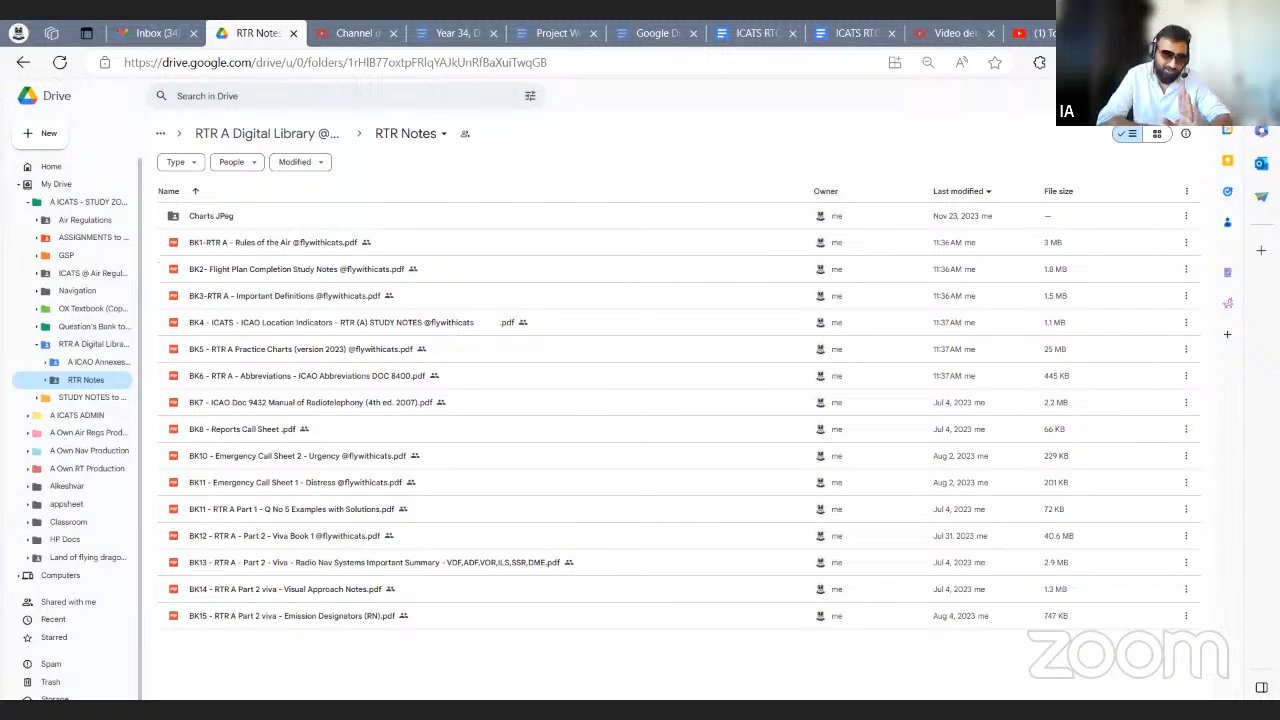 Inbox (34)
RTR Notes
Channel d
Year 34, D
Project W
Google D
ICATS RTC
ICATS RTC
Video det
(1) To
https://drive.google.com/drive/u/0/folders/1rHlB77oxtpFRlqYAJkU
Drive
Search in Drive
IA
New
RTR A Digital Library @...
RTR Notes
Type
People
Modified
Home
My Drive
A ICATS - STUDY ZO...
Air Regulations
ASSIGNMENTS to ...
GSP
ICATS @ Air Regul...
Navigation
OX Textbook (Cop...
Question's Bank to...
RTR A Digital Libra...
A ICAO Annexes...
RTR Notes
STUDY NOTES to ...
A ICATS ADMIN
A Own Air Regs Prod...
A Own Nav Production
A Own RT Production
Alkeshvar
appsheet
Classroom
HP Docs
Land of flying drago...
Computers
Shared with me
Recent
Starred
Spam
Trash
Storage
Name Owner Last modified File size
Charts JPeg me Nov 23, 2023 me —
BK1-RTR A - Rules of the Air @flywithicats.pdf me 11:36 AM me 3 MB
BK2- Flight Plan Completion Study Notes @flywithicats.pdf me 11:36 AM me 1.8 MB
BK3-RTR A - Important Definitions @flywithicats.pdf me 11:36 AM me 1.5 MB
BK4 - ICATS - ICAO Location Indicators - RTR (A) STUDY NOTES @flywithicats .pdf me 11:37 AM me 1.1 MB
BK5 - RTR A Practice Charts (version 2023) @flywithicats.pdf me 11:37 AM me 25 MB
BK6 - RTR A - Abbreviations - ICAO Abbreviations DOC 8400.pdf me 11:37 AM me 445 KB
BK7 - ICAO Doc 9432 Manual of Radiotelephony (4th ed. 2007).pdf me Jul 4, 2023 me 2.2 MB
BK8 - Reports Call Sheet .pdf me Jul 4, 2023 me 66 KB
BK10 - Emergency Call Sheet 2 - Urgency @flywithicats.pdf me Aug 2, 2023 me 229 KB
BK11 - Emergency Call Sheet 1 - Distress @flywithicats.pdf me Aug 2, 2023 me 201 KB
BK11 - RTR A Part 1 - Q No 5 Examples with Solutions.pdf me Jul 4, 2023 me 72 KB
BK12 - RTR A - Part 2 - Viva Book 1 @flywithicats.pdf me Jul 31, 2023 me 40.6 MB
BK13 - RTR A - Part 2 - Viva - Radio Nav Systems Important Summary - VDF,ADF,VOR,ILS,SSR,DME.pdf me Jul 4, 2023 me 2.9 MB
BK14 - RTR A Part 2 viva - Visual Approach Notes.pdf me Jul 4, 2023 me 1.3 MB
BK15 - RTR A Part 2 viva - Emission Designators (RN).pdf me Aug 4, 2023 me 747 KB
zoom